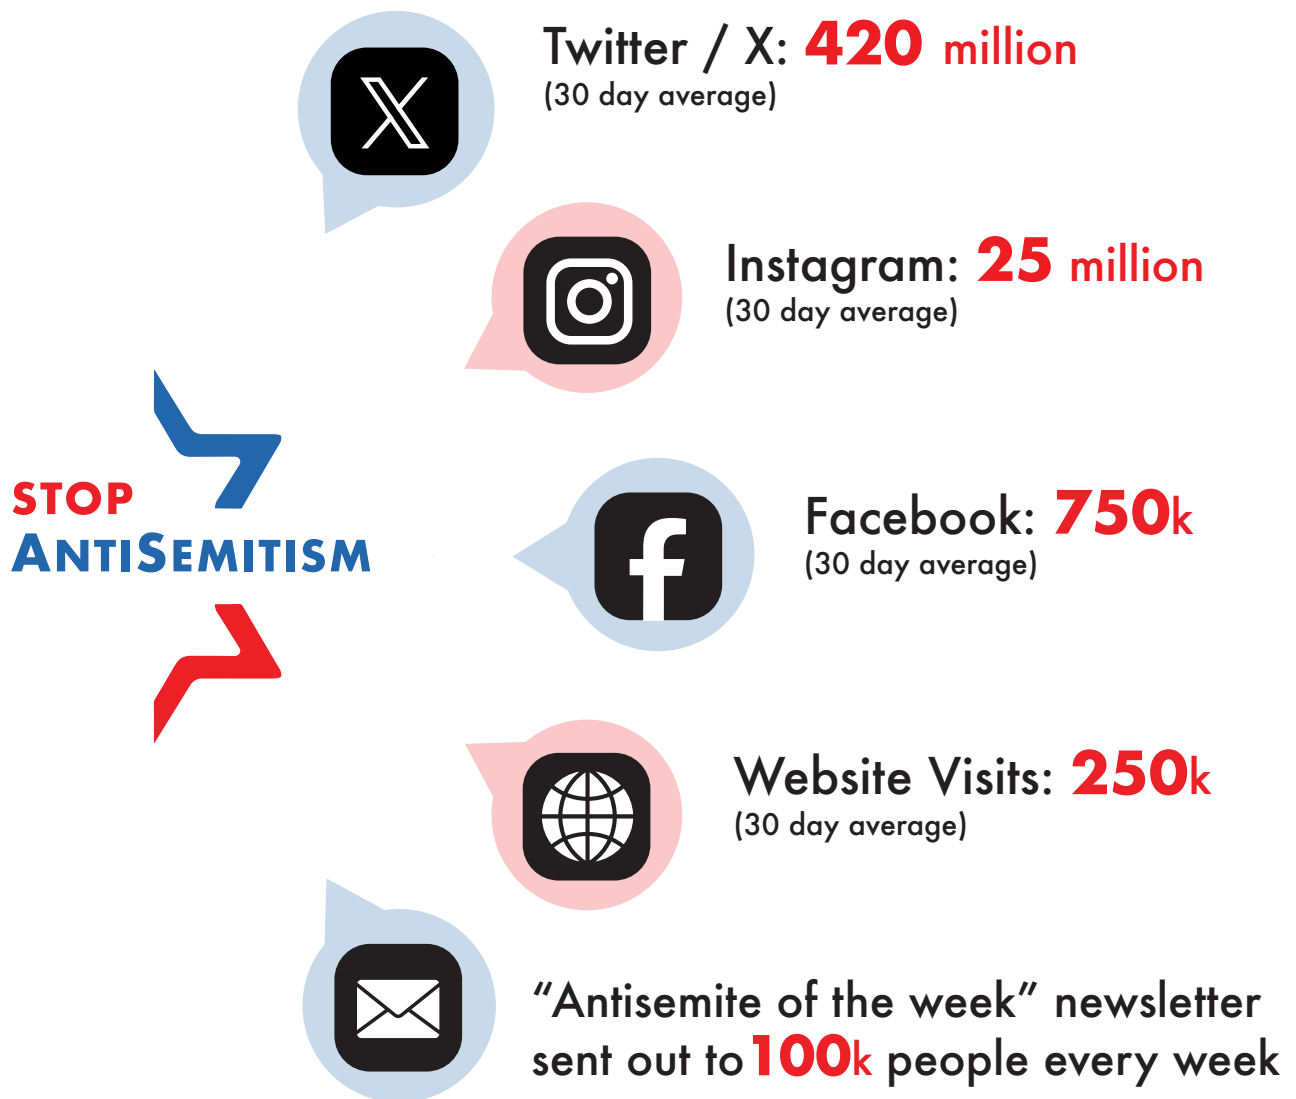 Twitter / X: 420 million
(30 day average)
Instagram: 25 million
(30 day average)
STOP
ANTISEMITISM
Facebook: 750k
(30 day average)
Website Visits: 250k
(30 day average)
“Antisemite of the week” newsletter
sent out to 100k people every week